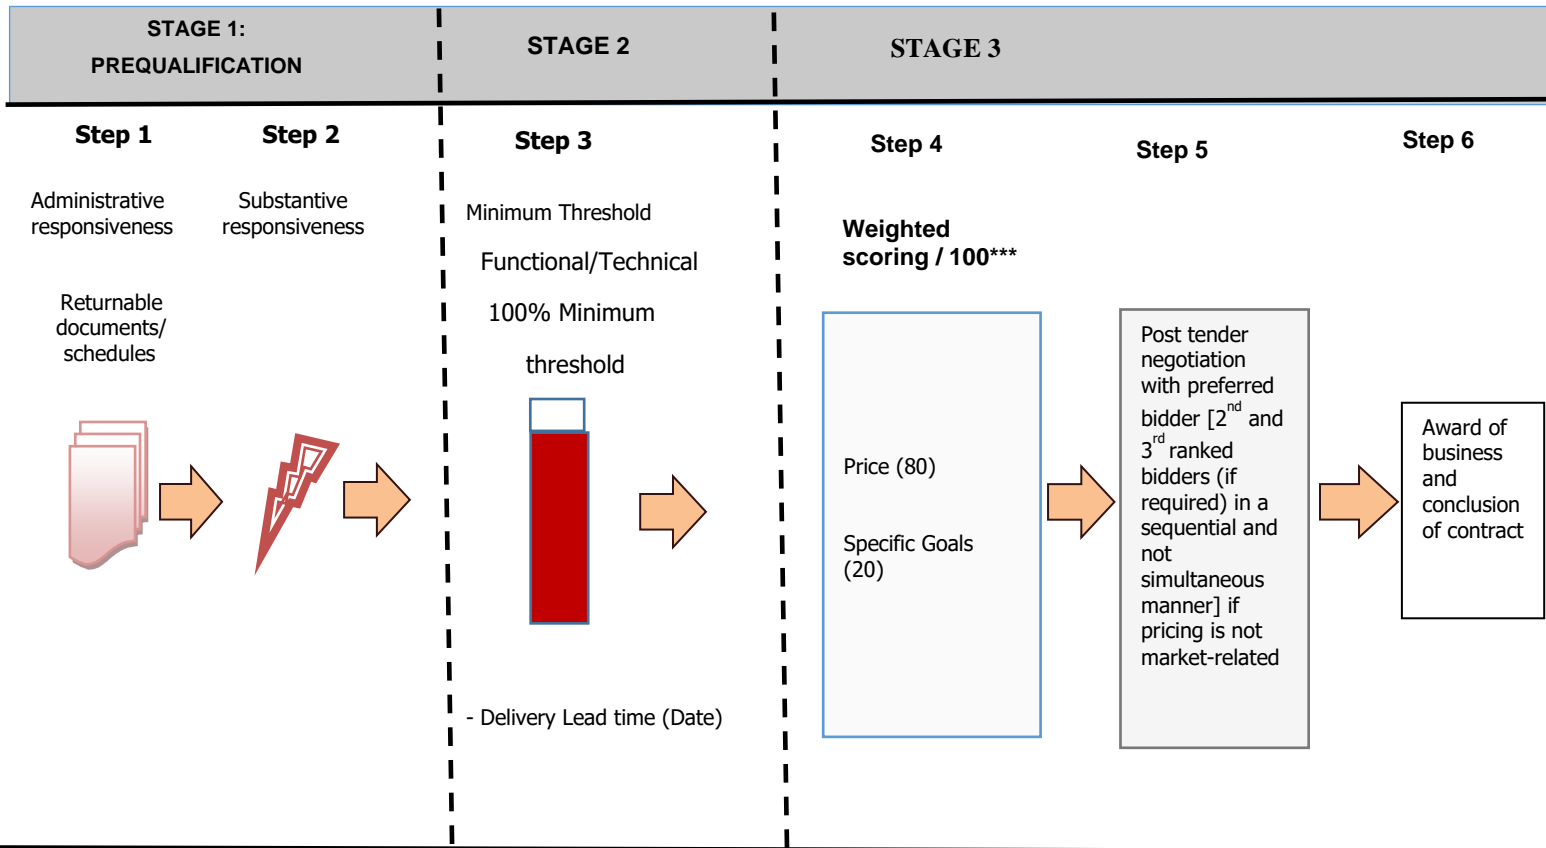 STAGE 1:
PREQUALIFICATION
STAGE 2
STAGE 3
Step 1
Administrative
responsiveness
Returnable
documents/
schedules
Step 2
Substantive
responsiveness
Step 3
Minimum Threshold
Functional/Technical
100% Minimum
threshold
- Delivery Lead time (Date)
Step 4
Weighted
scoring / 100***
Price (80)
Specific Goals
(20)
Step 5
Post tender
negotiation
with preferred
bidder [2nd and
3rd ranked
bidders (if
required) in a
sequential and
not
simultaneous
manner] if
pricing is not
market-related
Step 6
Award of
business
and
conclusion
of contract